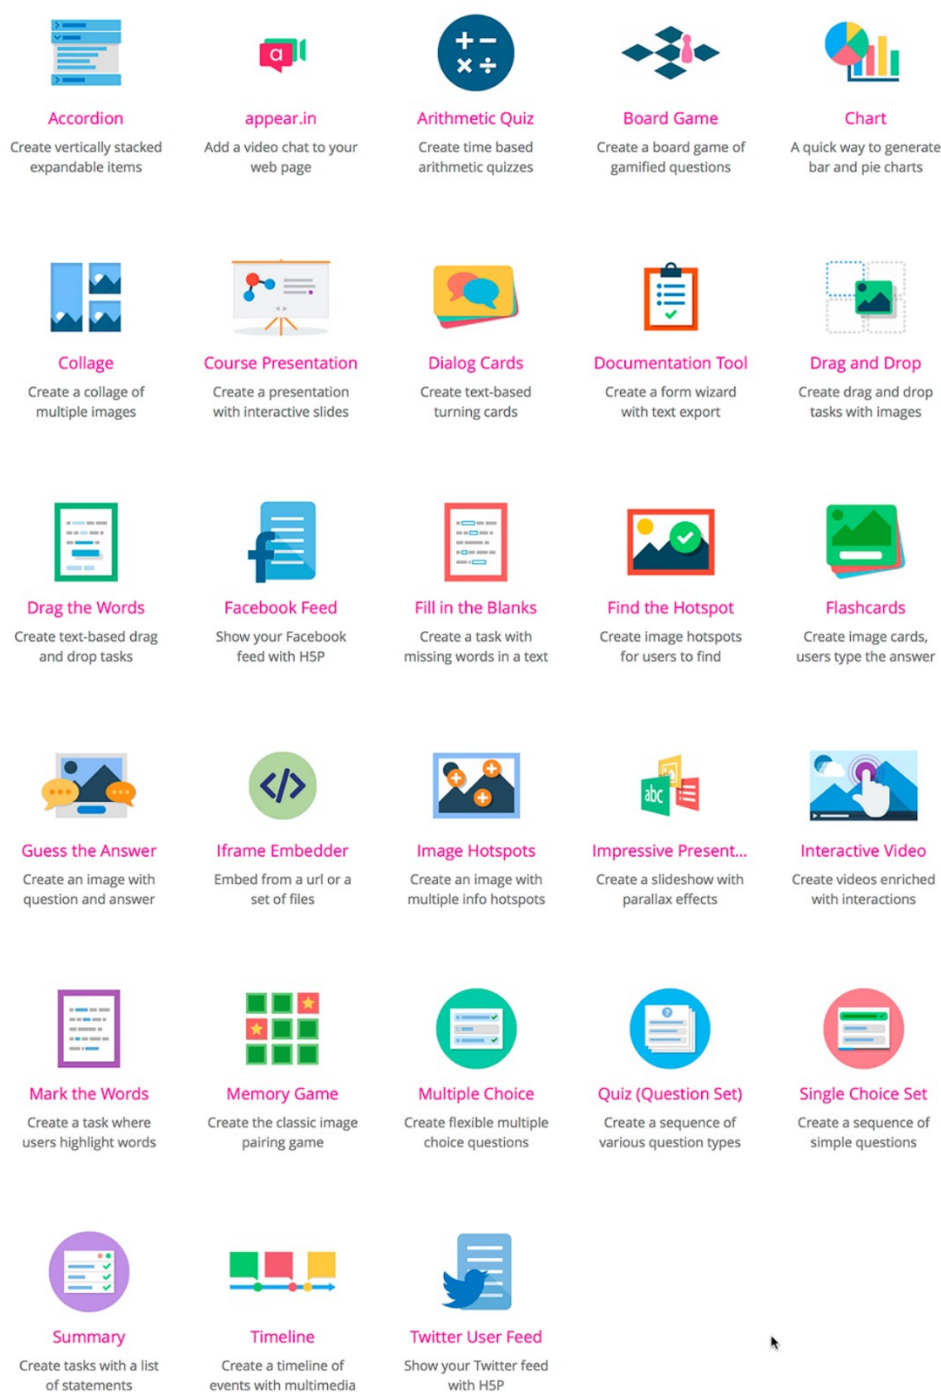 a
Accordion
Create vertically stacked
expandable items
appear.in
Add a video chat to your
web page
Arithmetic Quiz
Create time based
arithmetic quizzes
Board Game
Create a board game of
gamified questions
Chart
A quick way to generate
bar and pie charts
Collage
Create a collage of
multiple images
Course Presentation
Create a presentation
with interactive slides
Dialog Cards
Create text-based
turning cards
Documentation Tool
Create a form wizard
with text export
Drag and Drop
Create drag and drop
tasks with images
Drag the Words
Create text-based drag
and drop tasks
Facebook Feed
Show your Facebook
feed with H5P
Fill in the Blanks
Create a task with
missing words in a text
Find the Hotspot
Create image hotspots
for users to find
Flashcards
Create image cards,
users type the answer
Guess the Answer
Create an image with
question and answer
</>
Iframe Embedder
Embed from a url or a
set of files
Image Hotspots
Create an image with
multiple info hotspots
abc
Impressive Present...
Create a slideshow with
parallax effects
Interactive Video
Create videos enriched
with interactions
Mark the Words
Create a task where
users highlight words
Memory Game
Create the classic image
pairing game
Multiple Choice
Create flexible multiple
choice questions
?
Quiz (Question Set)
Create a sequence of
various question types
Single Choice Set
Create a sequence of
simple questions
Summary
Create tasks with a list
of statements
Timeline
Create a timeline of
events with multimedia
Twitter User Feed
Show your Twitter feed
with H5P